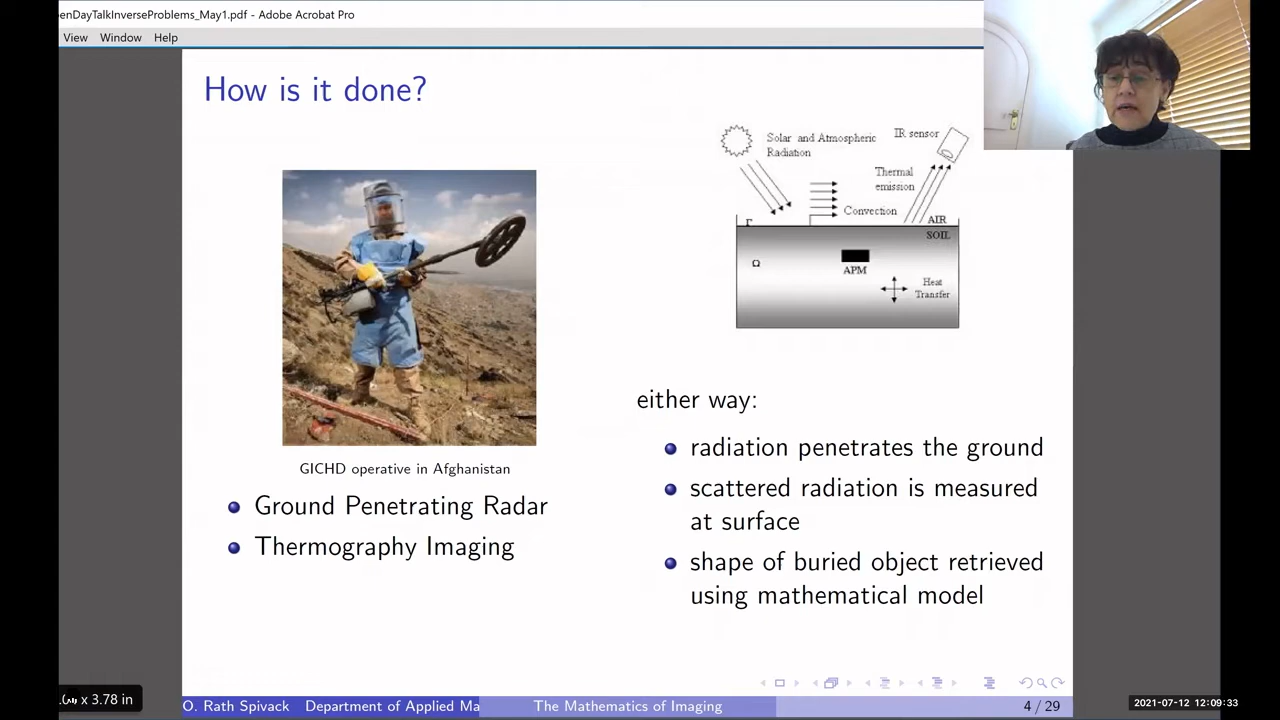 enDayTalkInverseProblems_May1.pdf - Adobe Acrobat Pro
View Window Help
How is it done?
Solar and Atmospheric
Radiation
IR sensor
Thermal
emission
Convection
Γ
AIR
SOIL
Ω
APM
Heat
Transfer
GICHD operative in Afghanistan
Ground Penetrating Radar
Thermography Imaging
either way:
radiation penetrates the ground
scattered radiation is measured
at surface
shape of buried object retrieved
using mathematical model
x 3.78 in
O. Rath Spivack Department of Applied Ma
The Mathematics of Imaging
4 / 29
2021-07-12 12:09:33